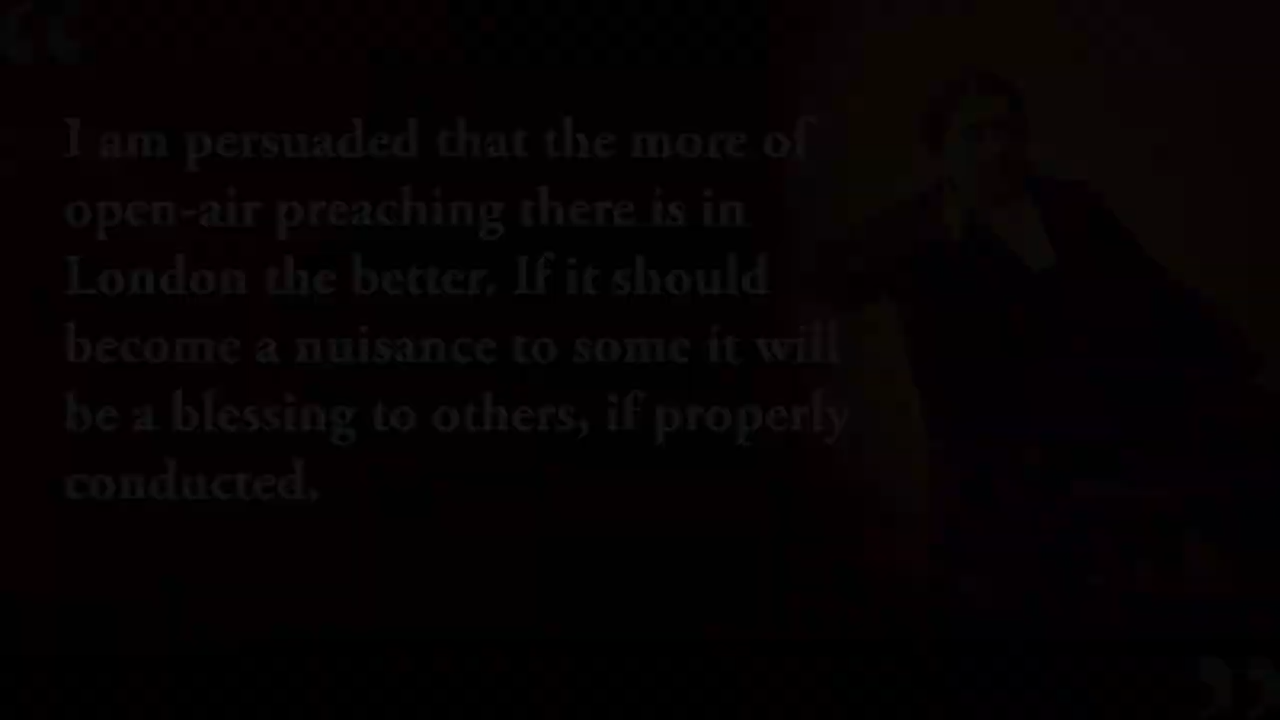 “
I am persuaded that the more of
open-air preaching there is in
London the better. If it should
become a nuisance to some it will
be a blessing to others, if properly
conducted.
”